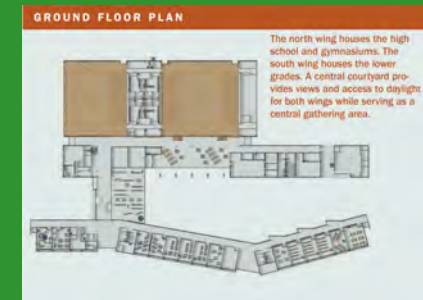 GROUND FLOOR PLAN
The north wing houses the high
school and gymnasiums. The
south wing houses the lower
grades. A central courtyard pro-
vides views and access to daylight
for both wings while serving as a
central gathering area.